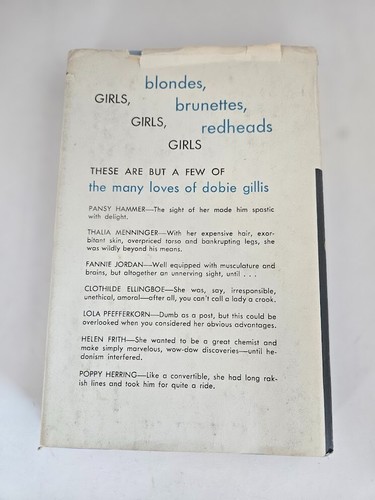 blondes,
GIRLS,
brunettes,
GIRLS,
redheads
GIRLS
THESE ARE BUT A FEW OF
the many loves of dobie gillis
PANSY HAMMER—The sight of her made him spastic
with delight.
THALIA MENNINGER—With her expensive hair, exor-
bitant skin, overpriced torso and bankrupting legs, she
was wildly beyond his means.
FANNIE JORDAN—Well equipped with musculature and
brains, but altogether an unnerving sight, until . . .
CLOTHILDE ELLINGBOE—She was, say, irresponsible,
unethical, amoral—after all, you can't call a lady a crook.
LOLA PFEFFERKORN—Dumb as a post, but this could be
overlooked when you considered her obvious advantages.
HELEN FRITH—She wanted to be a great chemist and
make simply marvelous, wow-dow discoveries—until he-
donism interfered.
POPPY HERRING—Like a convertible, she had long rak-
ish lines and took him for quite a ride.